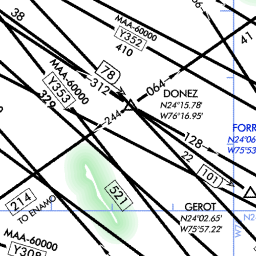 38
MAA-60000
Y352
410
41
78
MAA-60000
Y353
312
064
329
244
DONEZ
N24°15.78'
W76°16.95'
128
22
101
FORR
N24°06
W75°53
214
TO ENAMO
521
GEROT
N24°02.65'
W75°57.22'
MAA-60000
Y308